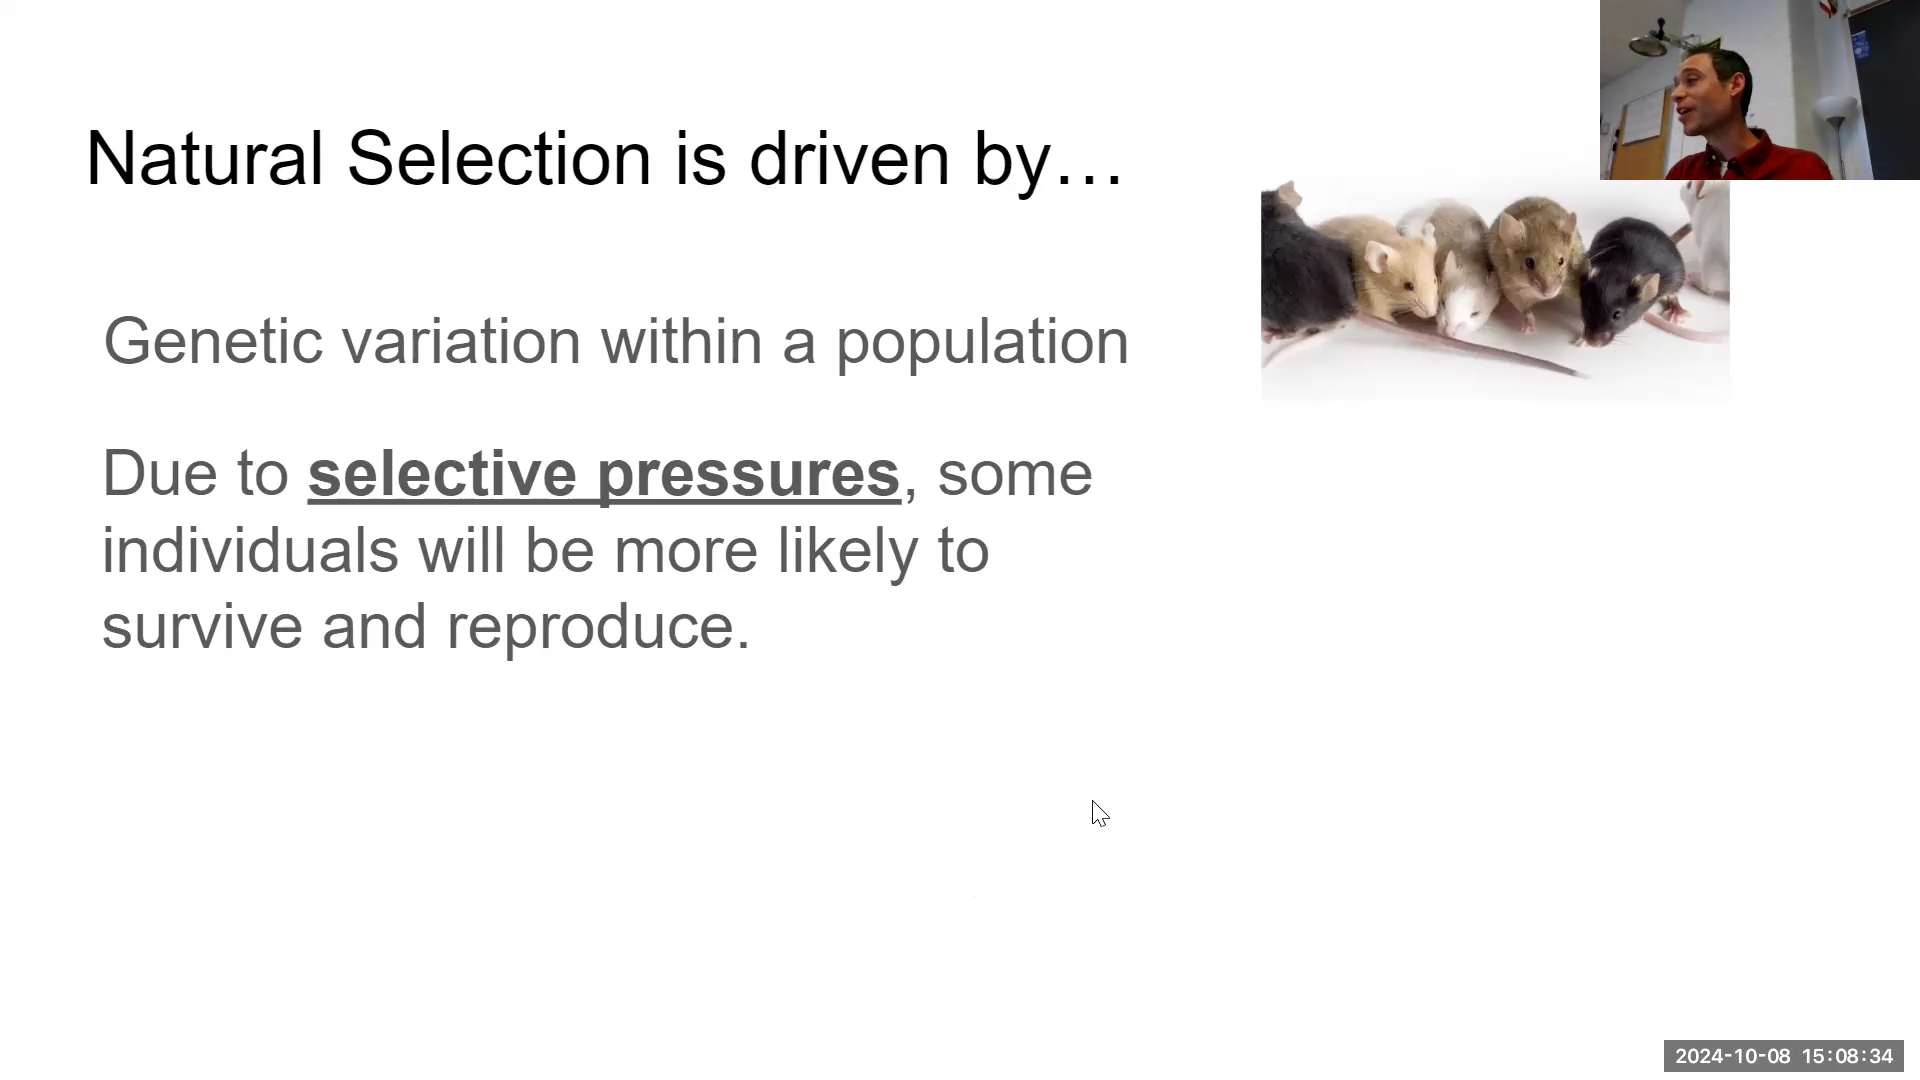 Natural Selection is driven by…
Genetic variation within a population
Due to selective pressures, some
individuals will be more likely to
survive and reproduce.
2024-10-08 15:08:34